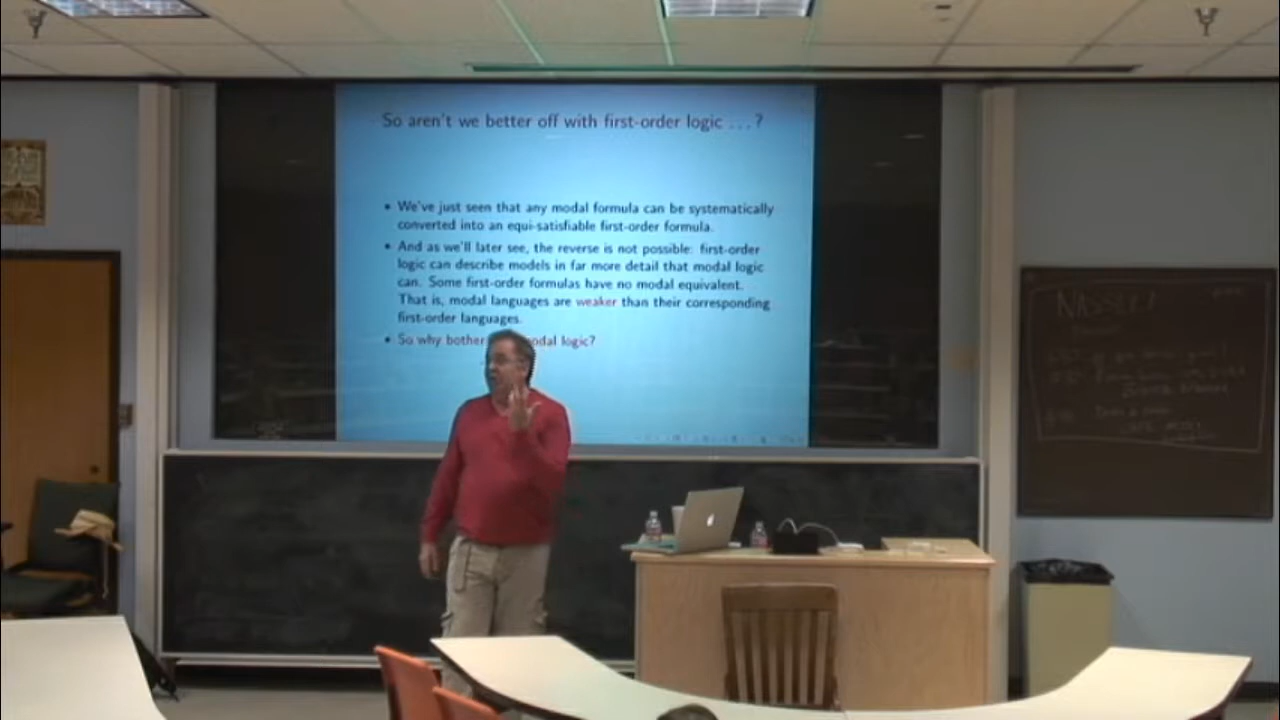 So aren't we better off with first-order logic ...?
• We've just seen that any modal formula can be systematically
converted into an equi-satisfiable first-order formula.
• And as we'll later see, the reverse is not possible: first-order
logic can describe models in far more detail that modal logic
can. Some first-order formulas have no modal equivalent.
That is, modal languages are weaker than their corresponding
first-order languages.
• So why bother odal logic?
NASSLLI